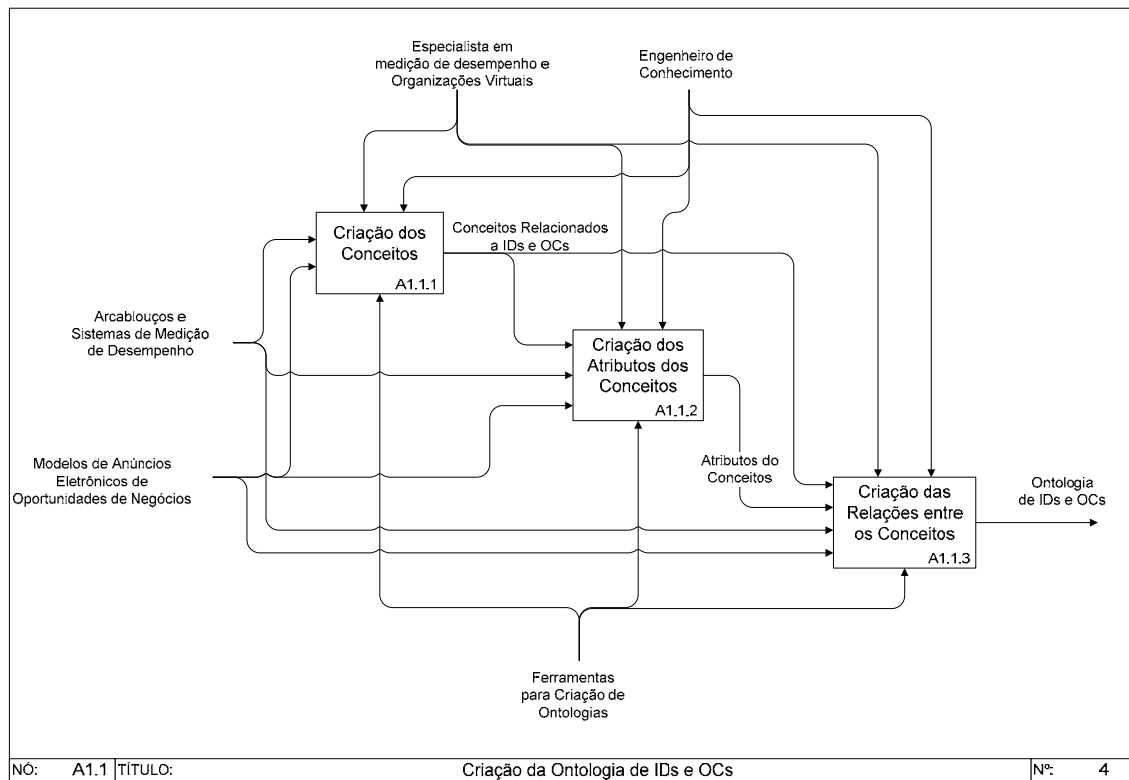 Especialista em
medição de desempenho e
Organizações Virtuais
Engenheiro de
Conhecimento
Criação dos
Conceitos
A1.1.1
Conceitos Relacionados
a IDs e OCs
Arcablouços e
Sistemas de Medição
de Desempenho
Criação dos
Atributos dos
Conceitos
A1.1.2
Modelos de Anúncios
Eletrônicos de
Oportunidades de Negócios
Atributos do
Conceitos
Criação das
Relações entre
os Conceitos
A1.1.3
Ontologia
de IDs e OCs
Ferramentas
para Criação de
Ontologias
NÓ: A1.1 TÍTULO: Criação da Ontologia de IDs e OCs Nº: 4